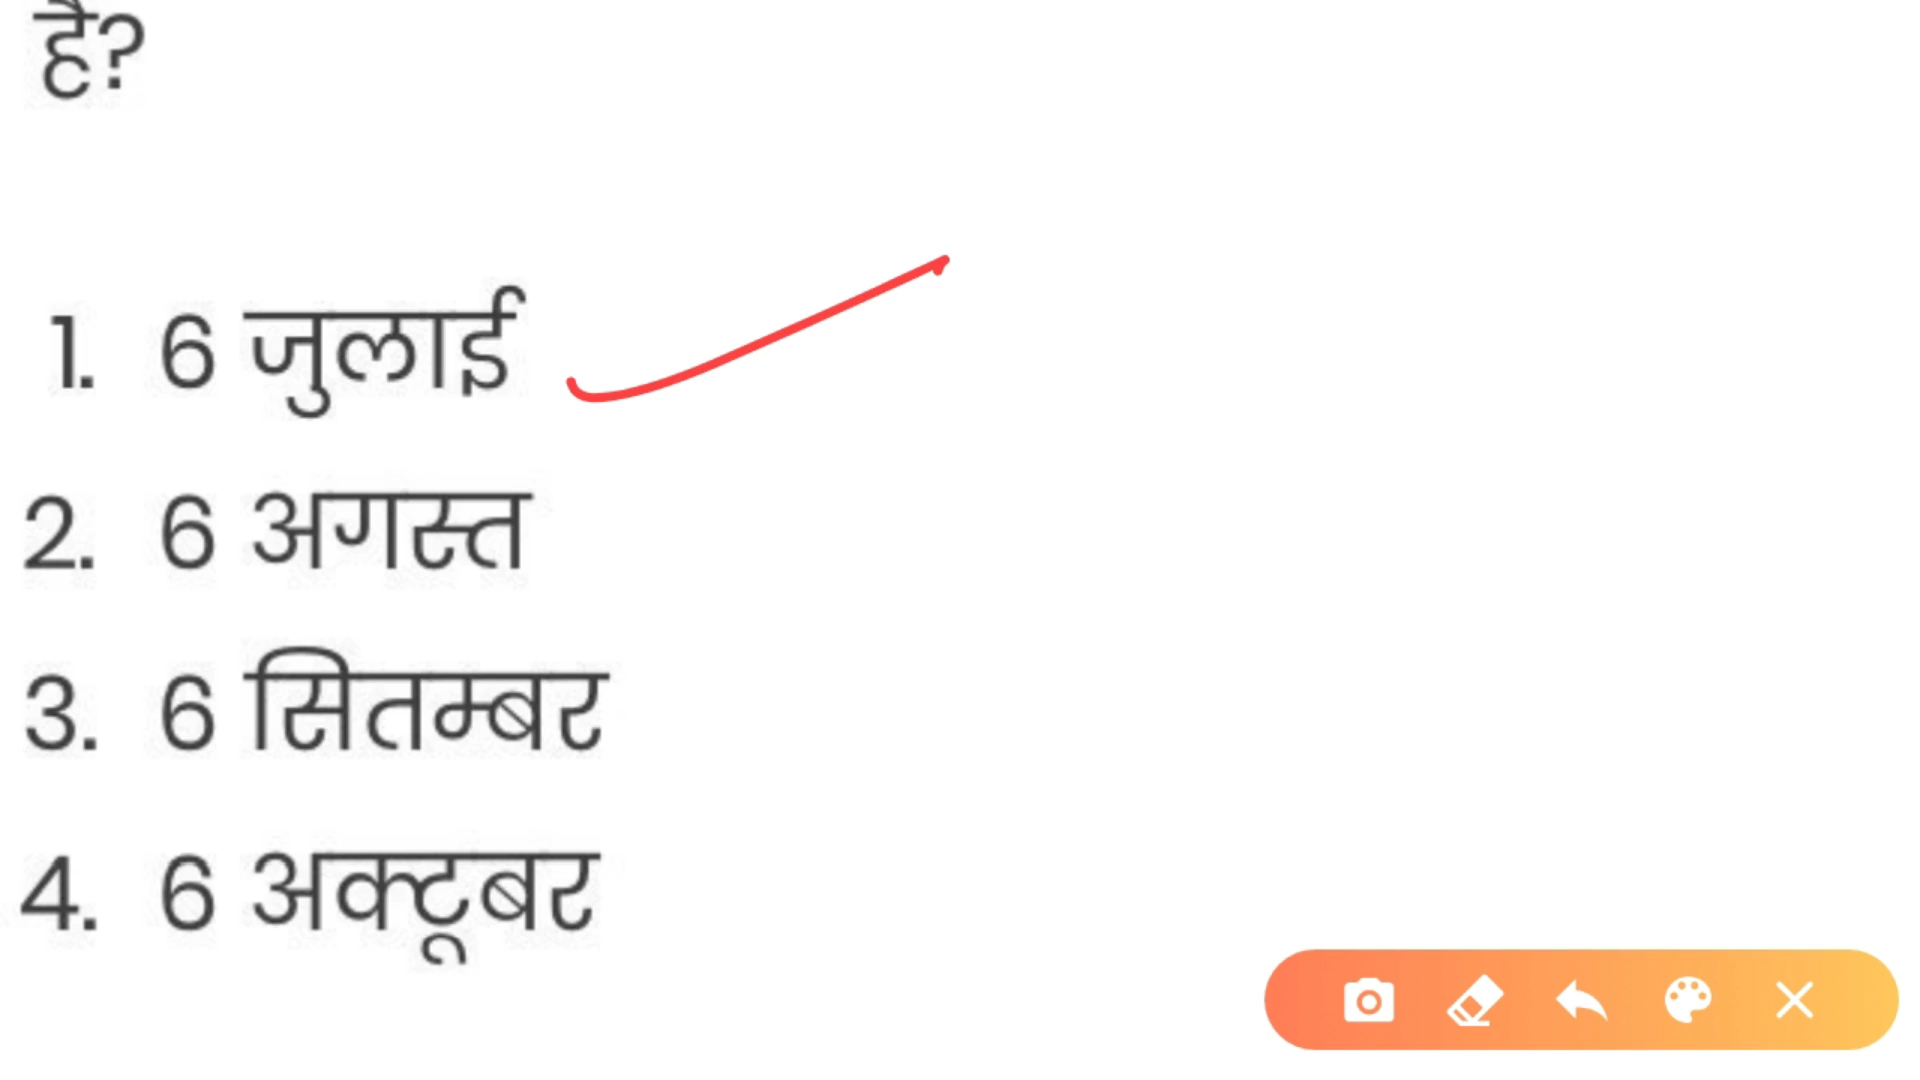 है?
1. 6 जुलाई
2. 6 अगस्त
3. 6 सितम्बर
4. 6 अक्टूबर